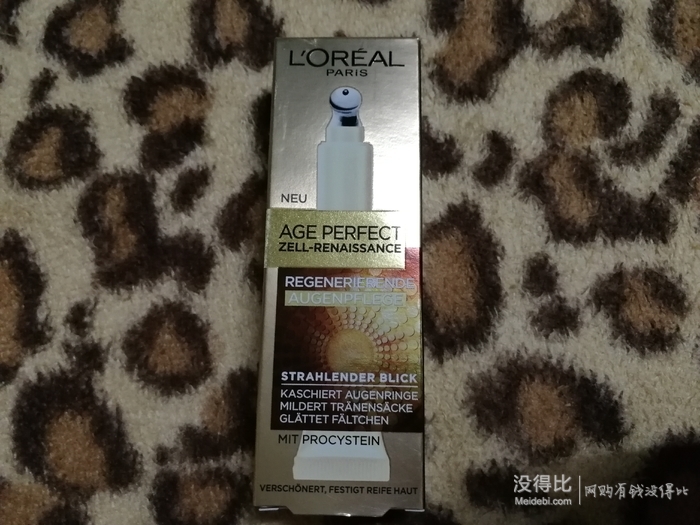 L'ORÉAL
PARIS
NEU
AGE PERFECT
ZELL-RENAISSANCE
REGENERIERENDE
AUGENPFLEGE
STRAHLENDER BLICK
KASCHIERT AUGENRINGE
MILDERT TRÄNENSÄCKE
GLÄTTET FÄLTCHEN
MIT PROCYSTEIN
VERSCHÖNERT, FESTIGT REIFE HAUT
没得比 网购有钱没得比
Meidebi.com